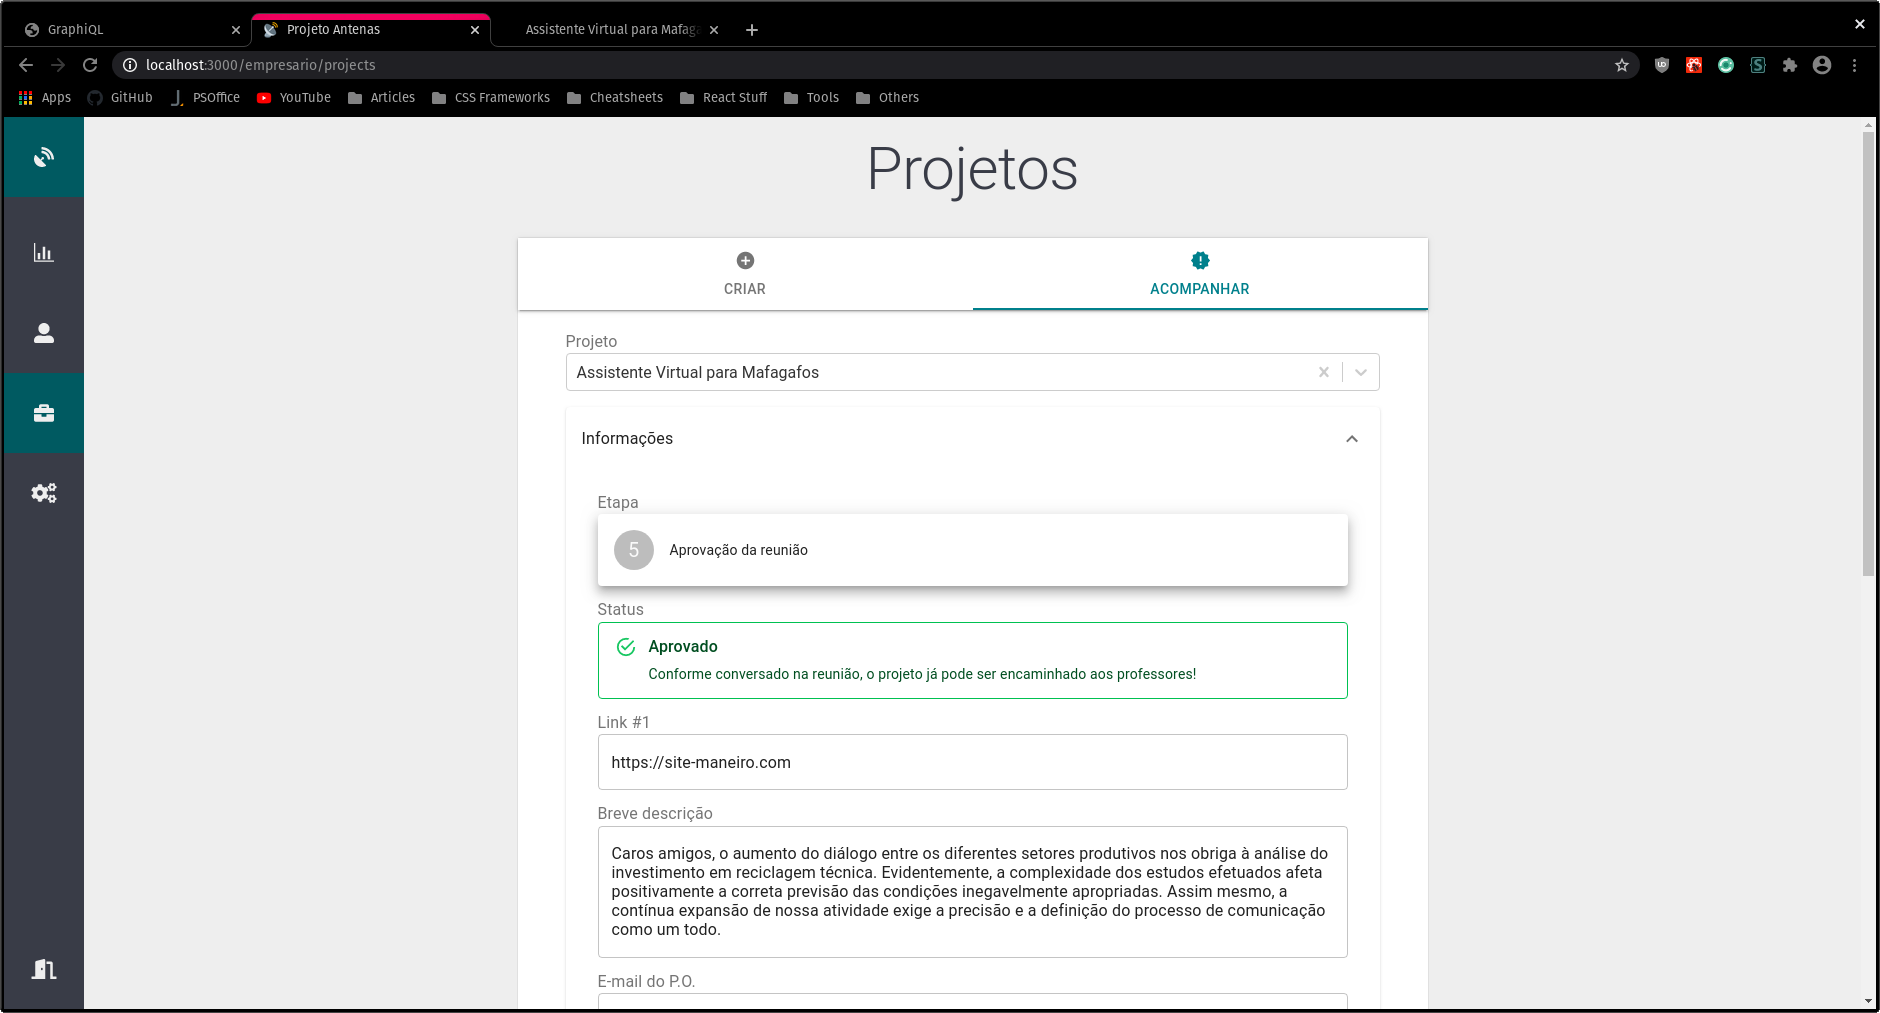 GraphiQL
Projeto Antenas
Assistente Virtual para Mafag
localhost:3000/empresario/projects
Apps
GitHub
PSOffice
YouTube
Articles
CSS Frameworks
Cheatsheets
React Stuff
Tools
Others
Projetos
CRIAR
ACOMPANHAR
Projeto
Assistente Virtual para Mafagafos
Informações
Etapa
5
Aprovação da reunião
Status
Aprovado
Conforme conversado na reunião, o projeto já pode ser encaminhado aos professores!
Link #1
https://site-maneiro.com
Breve descrição
Caros amigos, o aumento do diálogo entre os diferentes setores produtivos nos obriga à análise do
investimento em reciclagem técnica. Evidentemente, a complexidade dos estudos efetuados afeta
positivamente a correta previsão das condições inegavelmente apropriadas. Assim mesmo, a
contínua expansão de nossa atividade exige a precisão e a definição do processo de comunicação
como um todo.
E-mail do P.O.